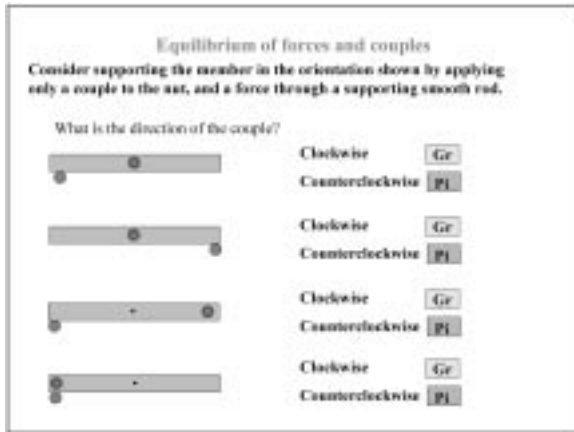 Equilibrium of forces and couples
Consider supporting the member in the orientation shown by applying
only a couple to the nut, and a force through a supporting smooth rod.
What is the direction of the couple?
Clockwise Gr
Counterclockwise Pi
Clockwise Gr
Counterclockwise Pi
Clockwise Gr
Counterclockwise Pi
Clockwise Gr
Counterclockwise Pi